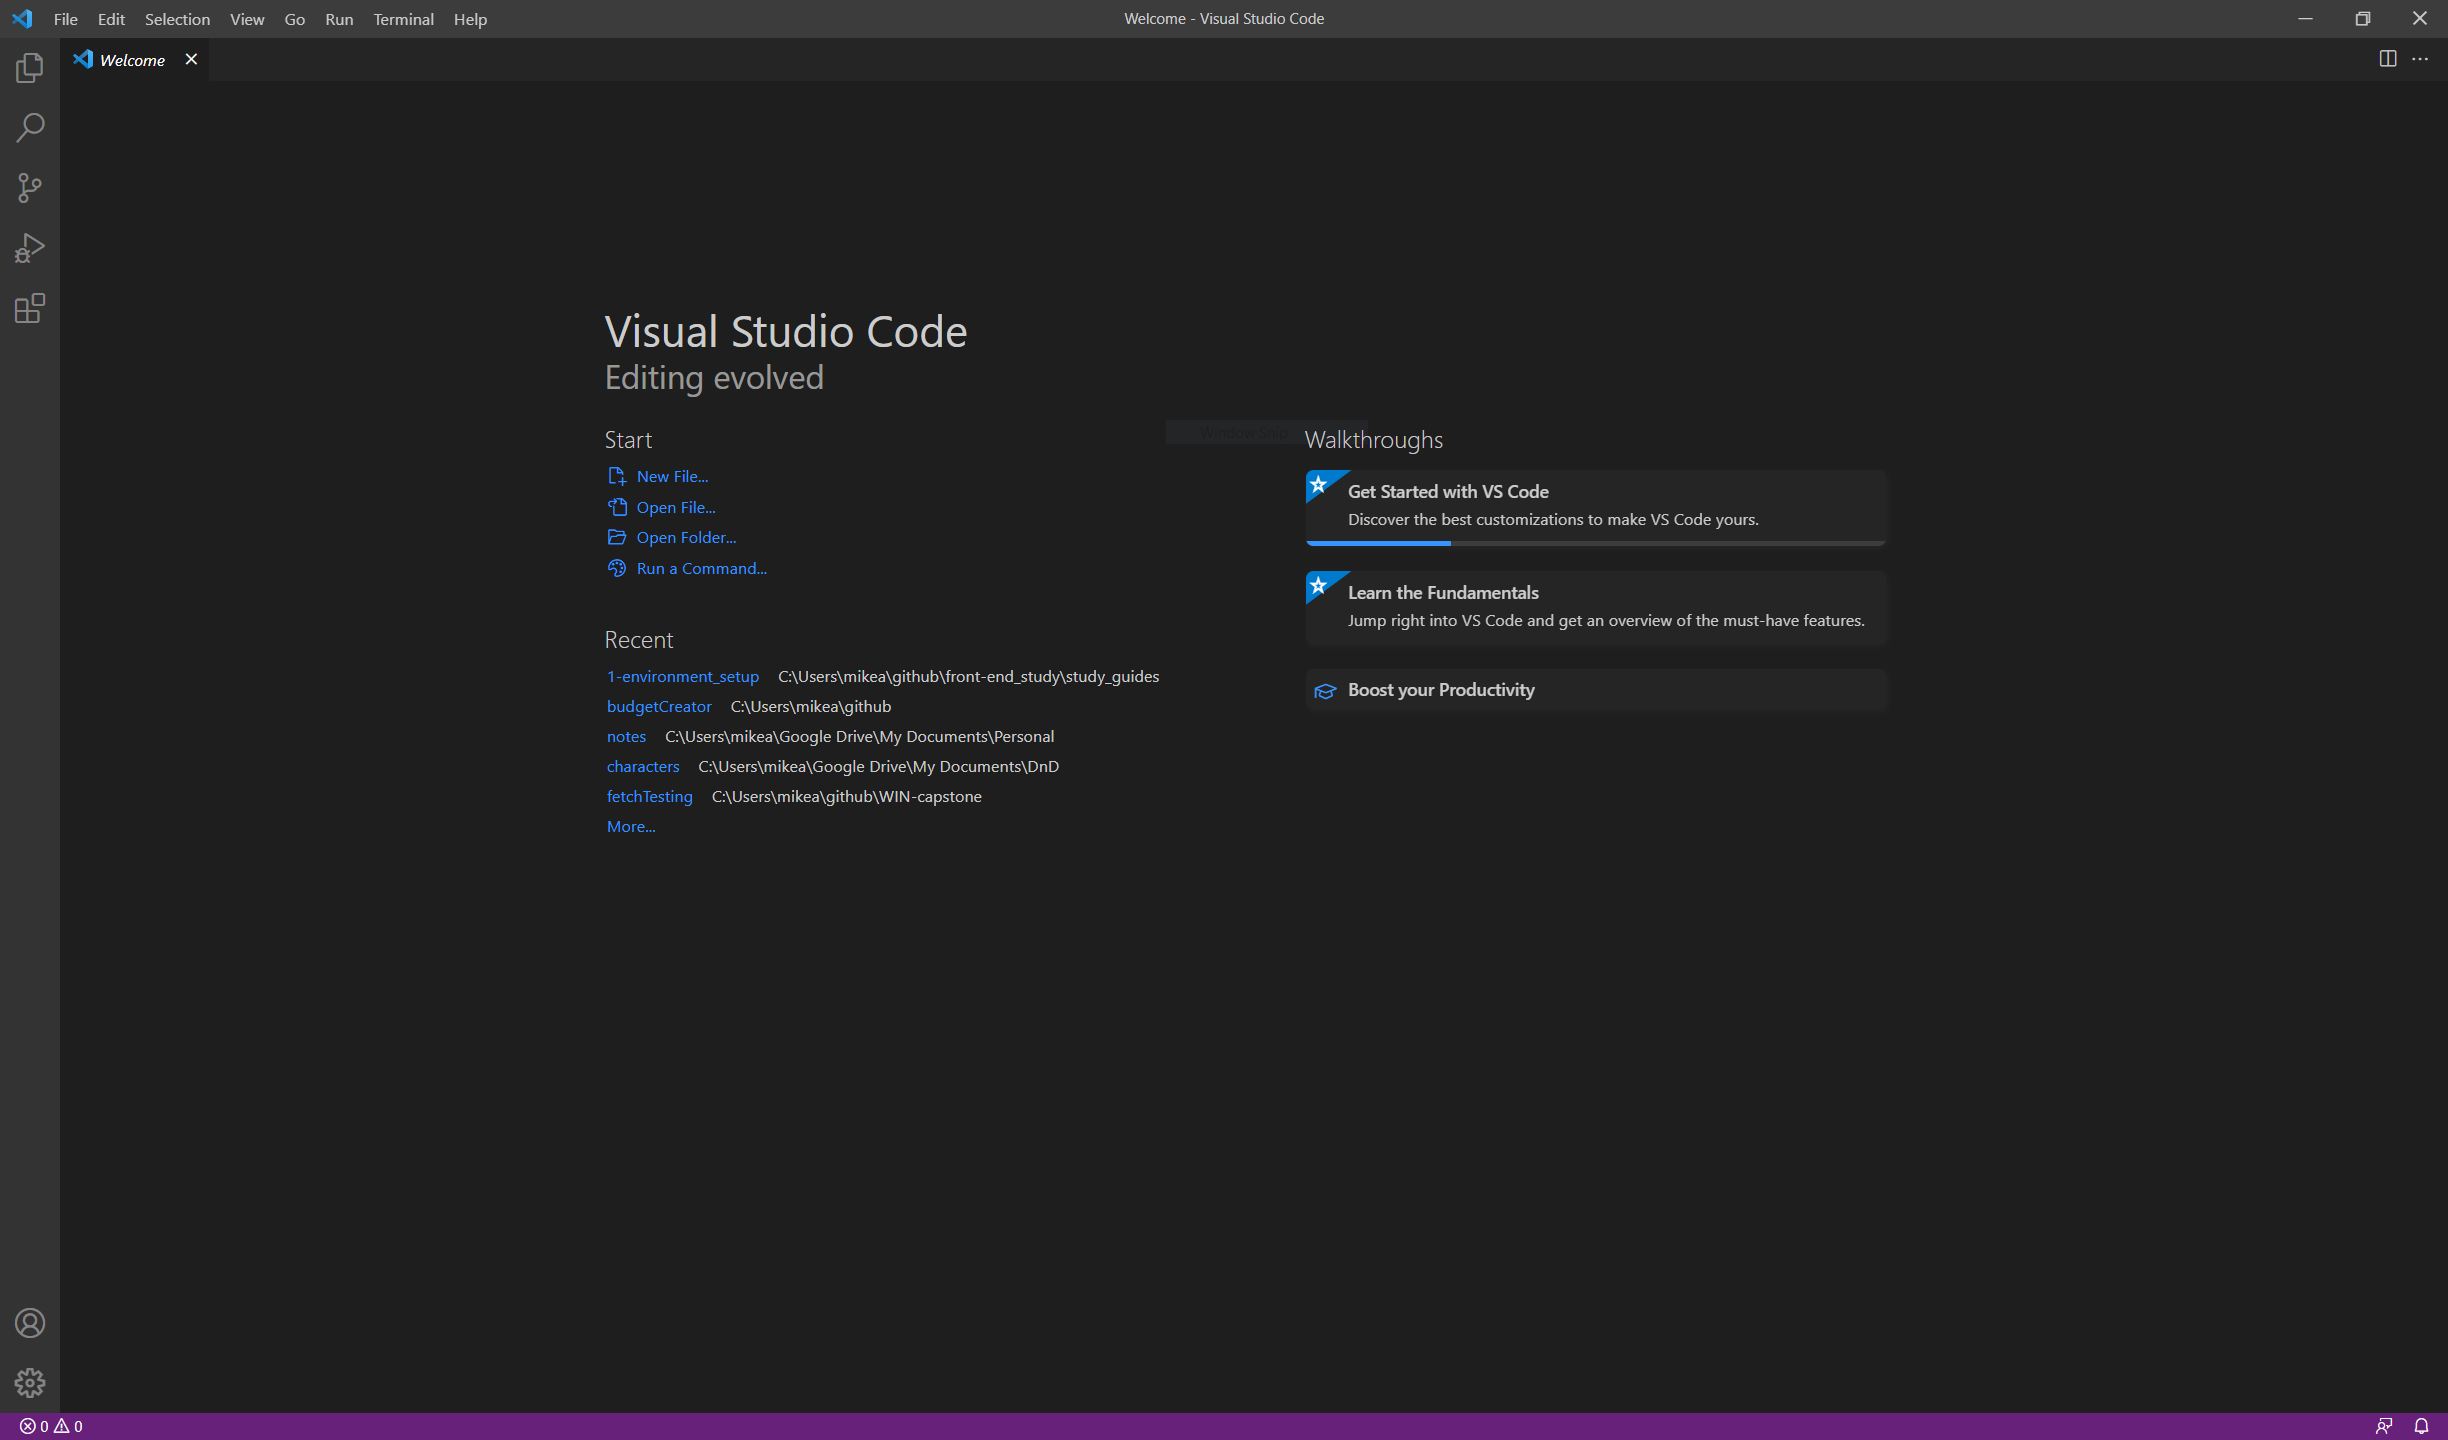 File Edit Selection View Go Run Terminal Help
Welcome - Visual Studio Code
Welcome
Visual Studio Code
Editing evolved
Start
New File...
Open File...
Open Folder...
Run a Command...
Recent
1-environment_setup C:\Users\mikea\github\front-end_study\study_guides
budgetCreator C:\Users\mikea\github
notes C:\Users\mikea\Google Drive\My Documents\Personal
characters C:\Users\mikea\Google Drive\My Documents\DnD
fetchTesting C:\Users\mikea\github\WIN-capstone
More...
Window Snip
Walkthroughs
Get Started with VS Code
Discover the best customizations to make VS Code yours.
Learn the Fundamentals
Jump right into VS Code and get an overview of the must-have features.
Boost your Productivity
0 0